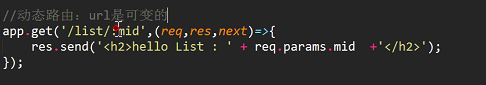 //动态路由：url是可变的
app.get('/list/:mid',(req,res,next)=>{
    res.send('<h2>hello List : ' + req.params.mid  +'</h2>');
});